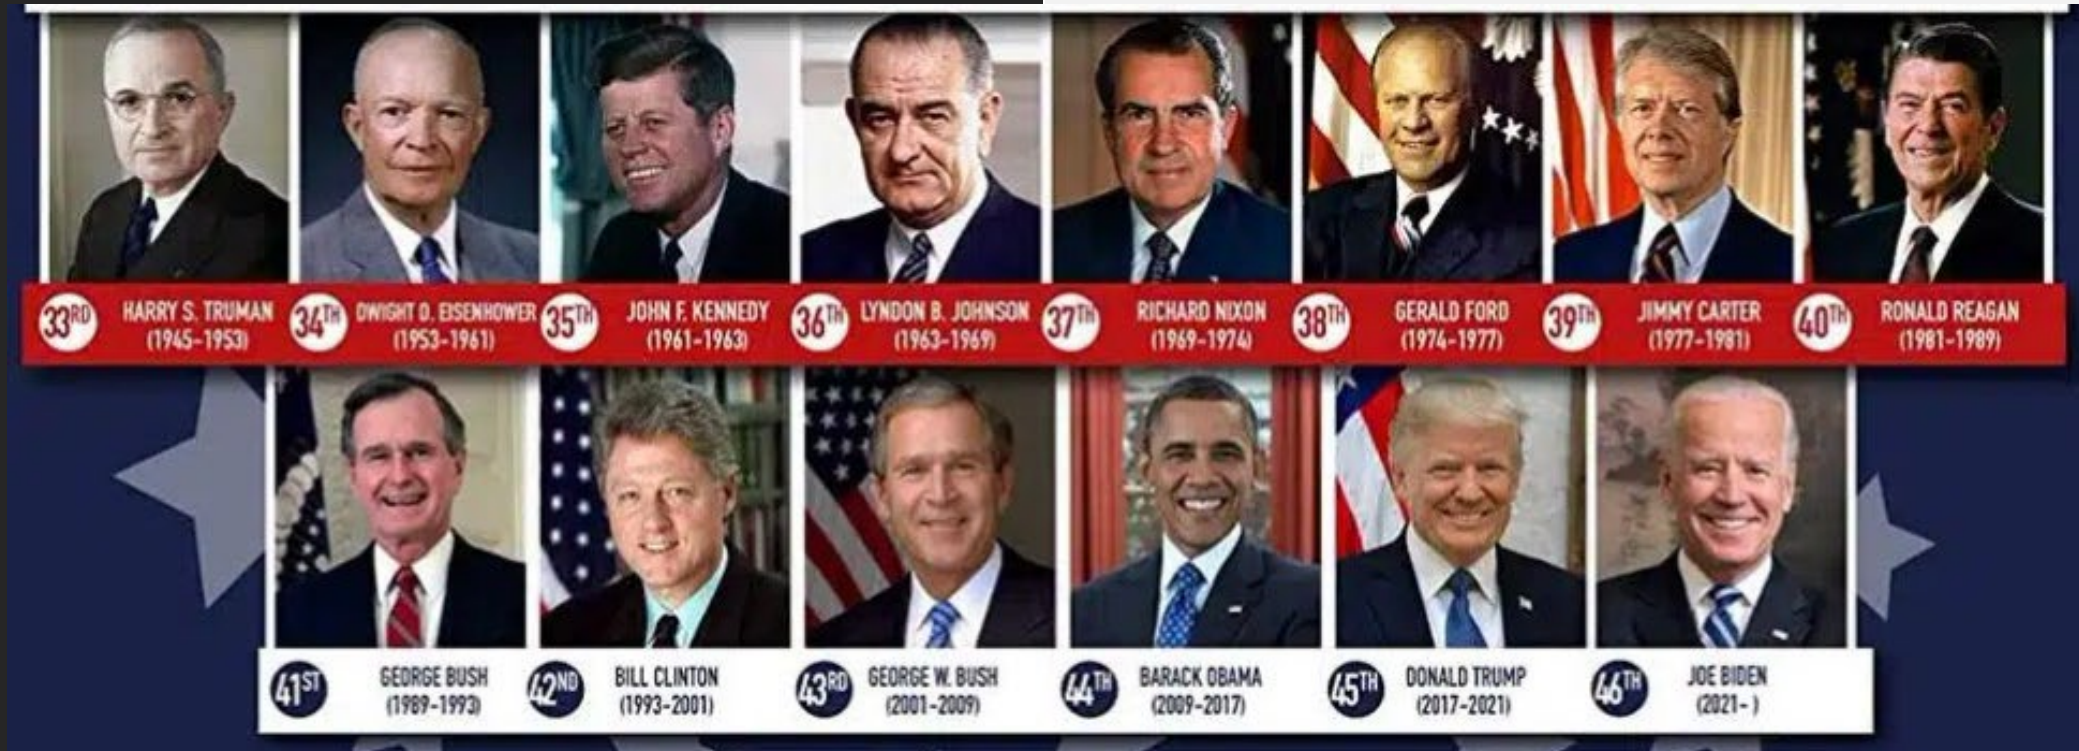 33RD HARRY S. TRUMAN
(1945-1953)
34TH DWIGHT D. EISENHOWER
(1953-1961)
35TH JOHN F. KENNEDY
(1961-1963)
36TH LYNDON B. JOHNSON
(1963-1969)
37TH RICHARD NIXON
(1969-1974)
38TH GERALD FORD
(1974-1977)
39TH JIMMY CARTER
(1977-1981)
40TH RONALD REAGAN
(1981-1989)
41ST GEORGE BUSH
(1989-1993)
42ND BILL CLINTON
(1993-2001)
43RD GEORGE W. BUSH
(2001-2009)
44TH BARACK OBAMA
(2009-2017)
45TH DONALD TRUMP
(2017-2021)
46TH JOE BIDEN
(2021- )